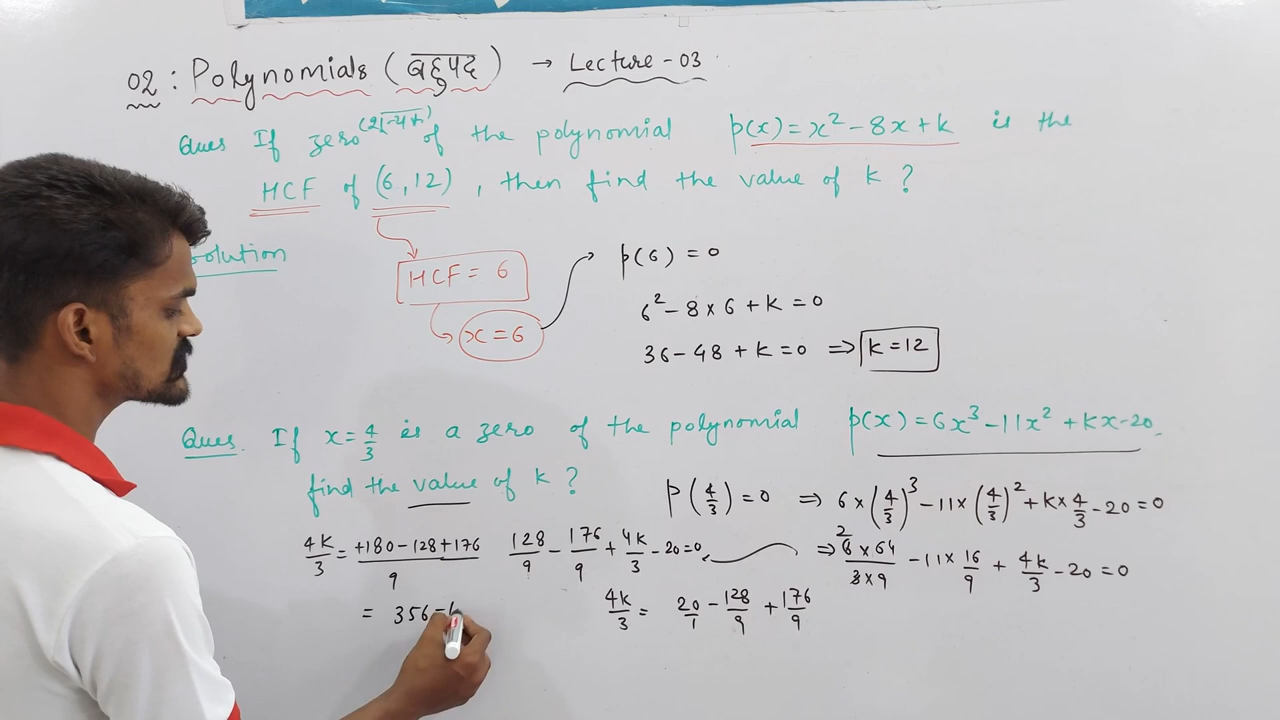 02 : Polynomials (बहुपद) → Lecture - 03
Ques If zero (शून्यक) of the polynomial p(x) = x² - 8x + k is the
HCF of (6, 12), then find the value of k ?
Solution
HCF = 6
x = 6
p(6) = 0
6² - 8 × 6 + k = 0
36 - 48 + k = 0 ⇒ k = 12
Ques. If x = 4/3 is a zero of the polynomial p(x) = 6x³ - 11x² + kx - 20.
find the value of k ?
p(4/3) = 0 ⇒ 6 × (4/3)³ - 11 × (4/3)² + k × 4/3 - 20 = 0
⇒ 2 6 × 64 / 3 × 9 - 11 × 16/9 + 4k/3 - 20 = 0
128/9 - 176/9 + 4k/3 - 20 = 0
4k/3 = 20/1 - 128/9 + 176/9
4k/3 = +180 - 128 + 176 / 9
= 356 -